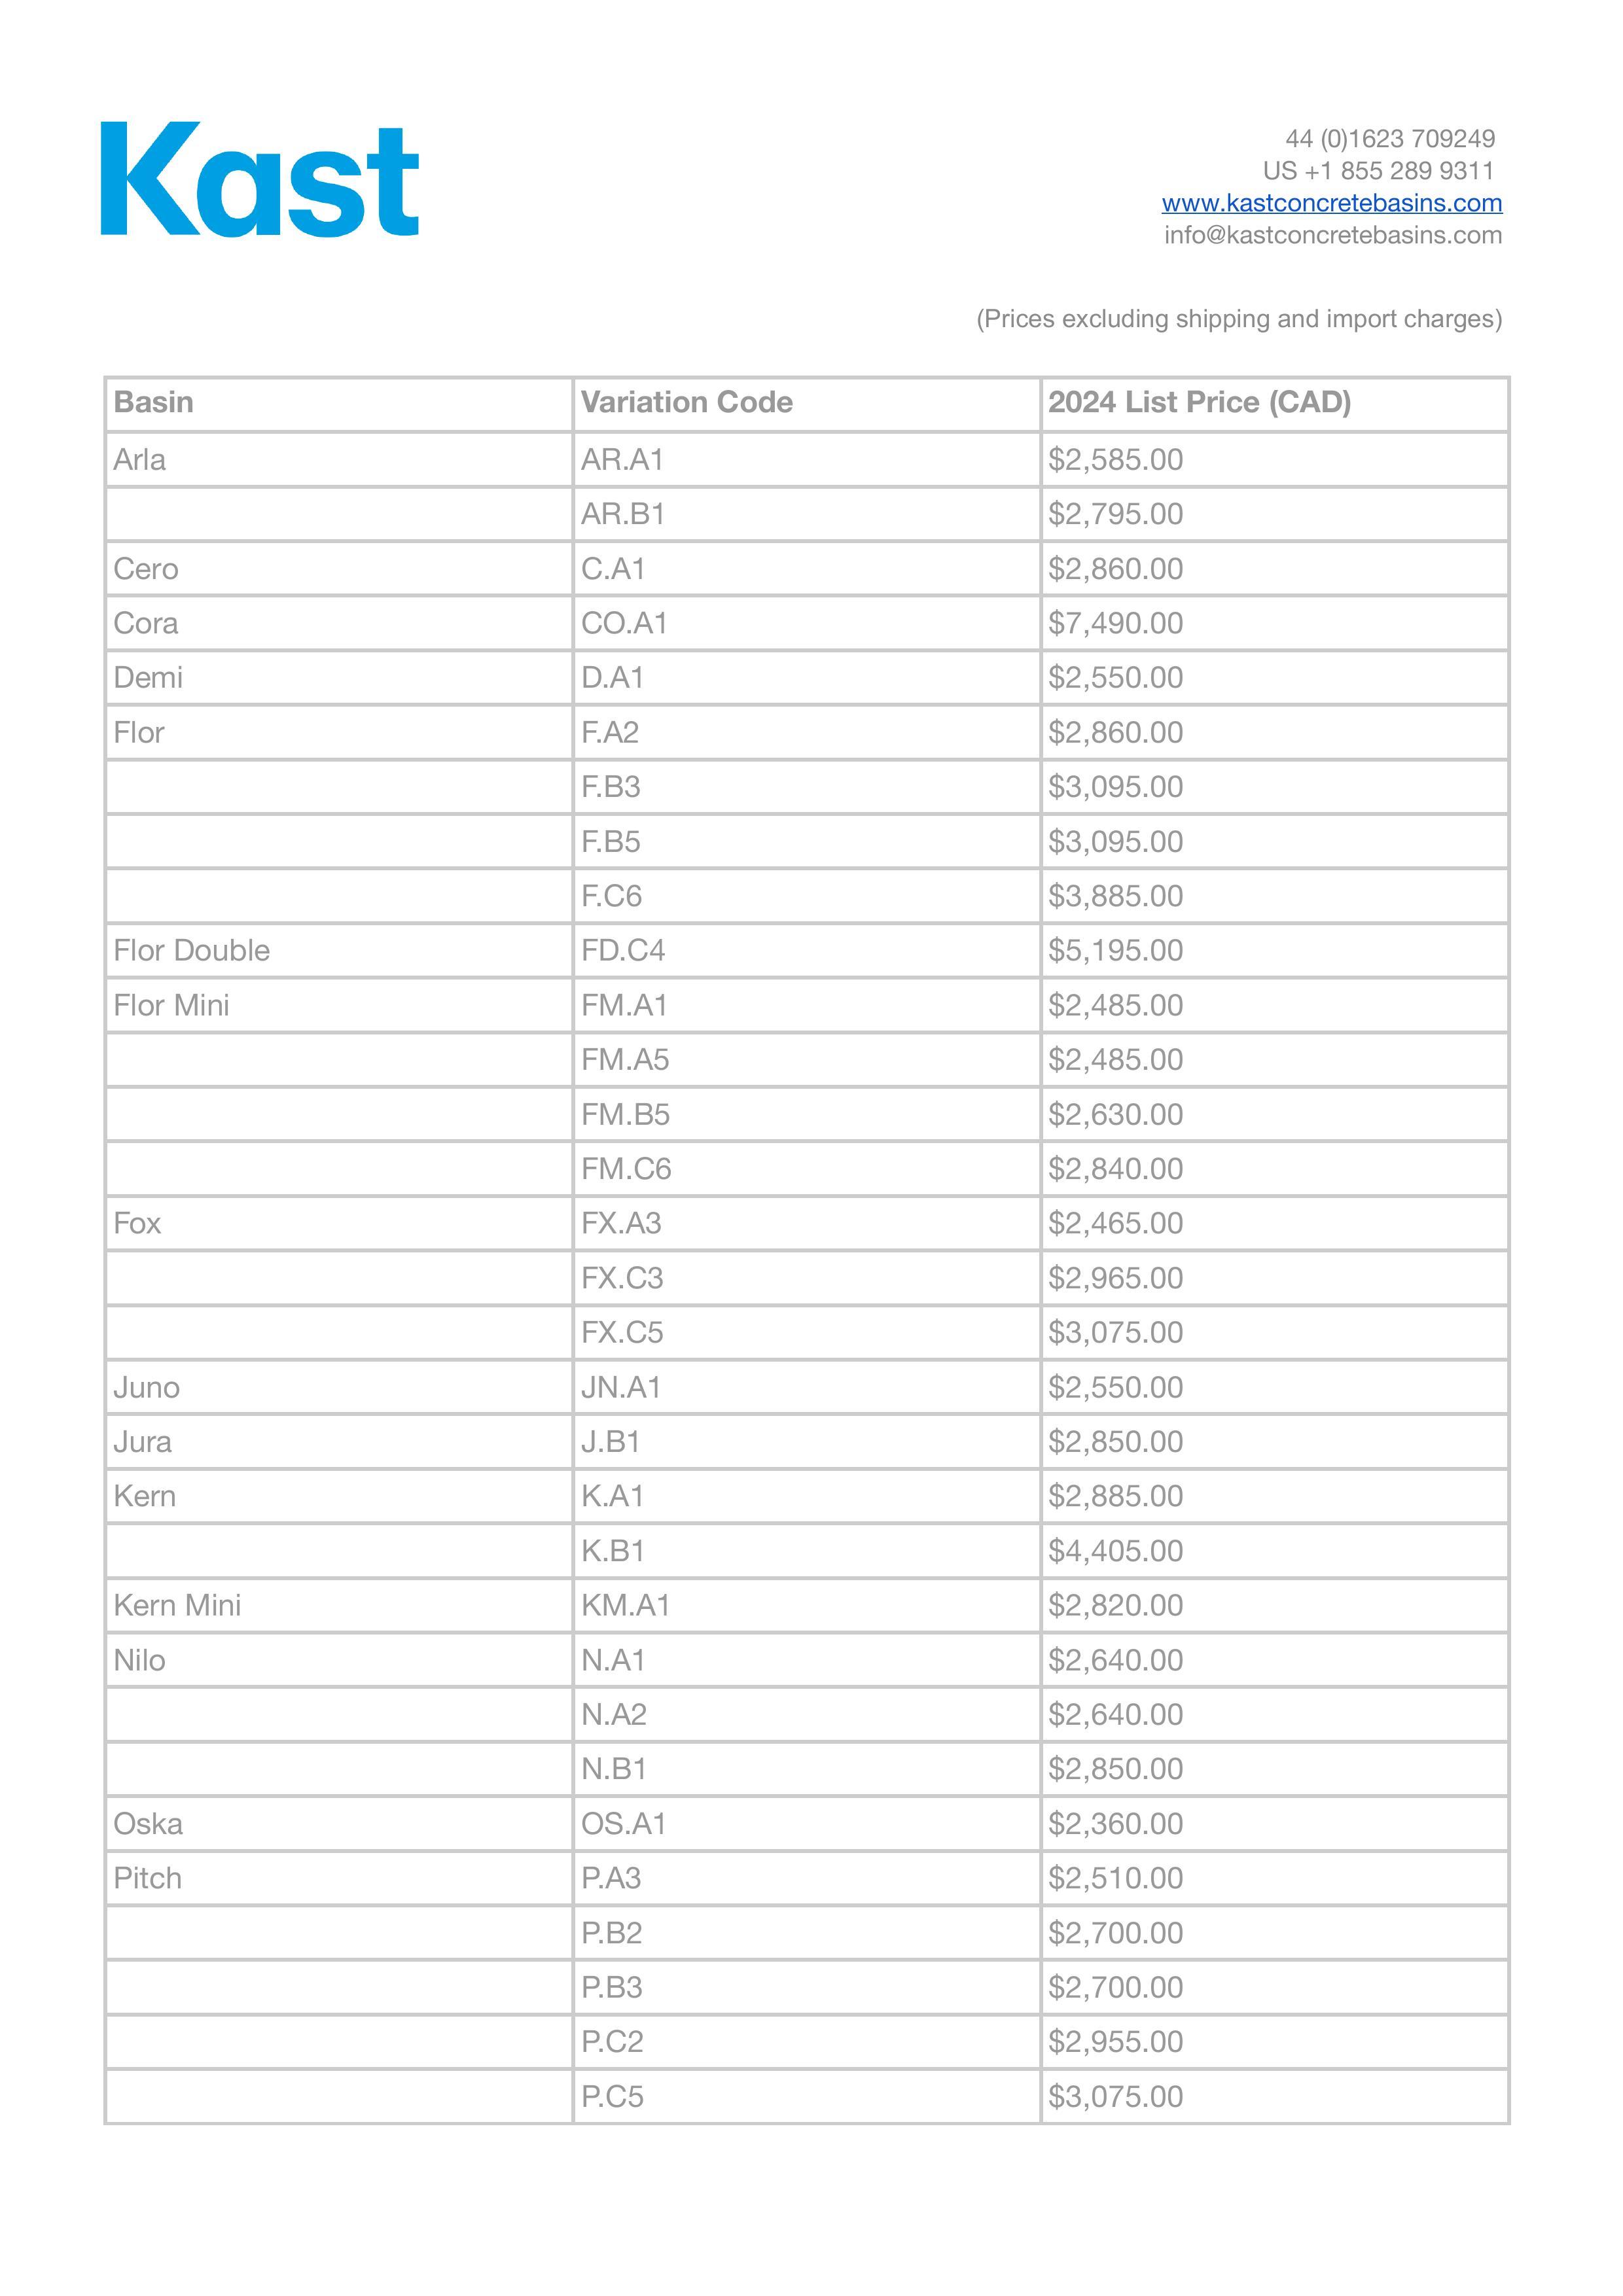 Kast
44 (0)1623 709249
US +1 855 289 9311
www.kastconcretebasins.com
info@kastconcretebasins.com
(Prices excluding shipping and import charges)
Basin Variation Code 2024 List Price (CAD)
Arla AR.A1 $2,585.00
AR.B1 $2,795.00
Cero C.A1 $2,860.00
Cora CO.A1 $7,490.00
Demi D.A1 $2,550.00
Flor F.A2 $2,860.00
F.B3 $3,095.00
F.B5 $3,095.00
F.C6 $3,885.00
Flor Double FD.C4 $5,195.00
Flor Mini FM.A1 $2,485.00
FM.A5 $2,485.00
FM.B5 $2,630.00
FM.C6 $2,840.00
Fox FX.A3 $2,465.00
FX.C3 $2,965.00
FX.C5 $3,075.00
Juno JN.A1 $2,550.00
Jura J.B1 $2,850.00
Kern K.A1 $2,885.00
K.B1 $4,405.00
Kern Mini KM.A1 $2,820.00
Nilo N.A1 $2,640.00
N.A2 $2,640.00
N.B1 $2,850.00
Oska OS.A1 $2,360.00
Pitch P.A3 $2,510.00
P.B2 $2,700.00
P.B3 $2,700.00
P.C2 $2,955.00
P.C5 $3,075.00